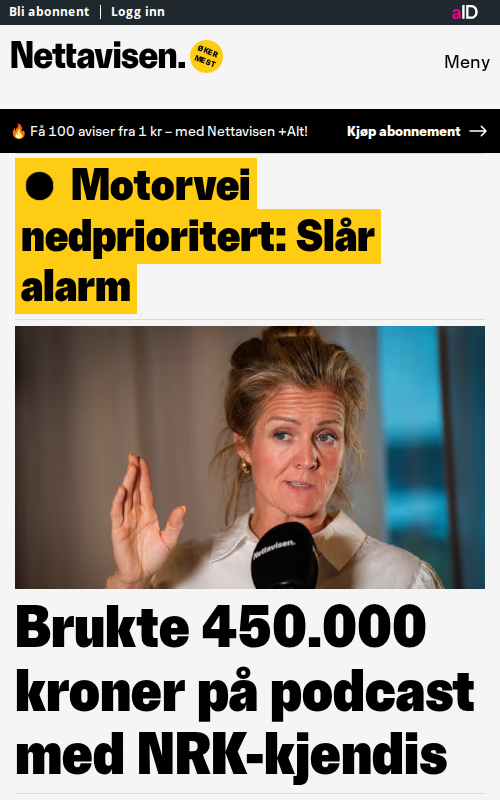 Bli abonnent | Logg inn
aID
Nettavisen.
ØKER
MEST
Meny
🔥 Få 100 aviser fra 1 kr – med Nettavisen +Alt!
Kjøp abonnement →
● Motorvei
nedprioritert: Slår
alarm
Nettavisen.
Brukte 450.000
kroner på podcast
med NRK-kjendis